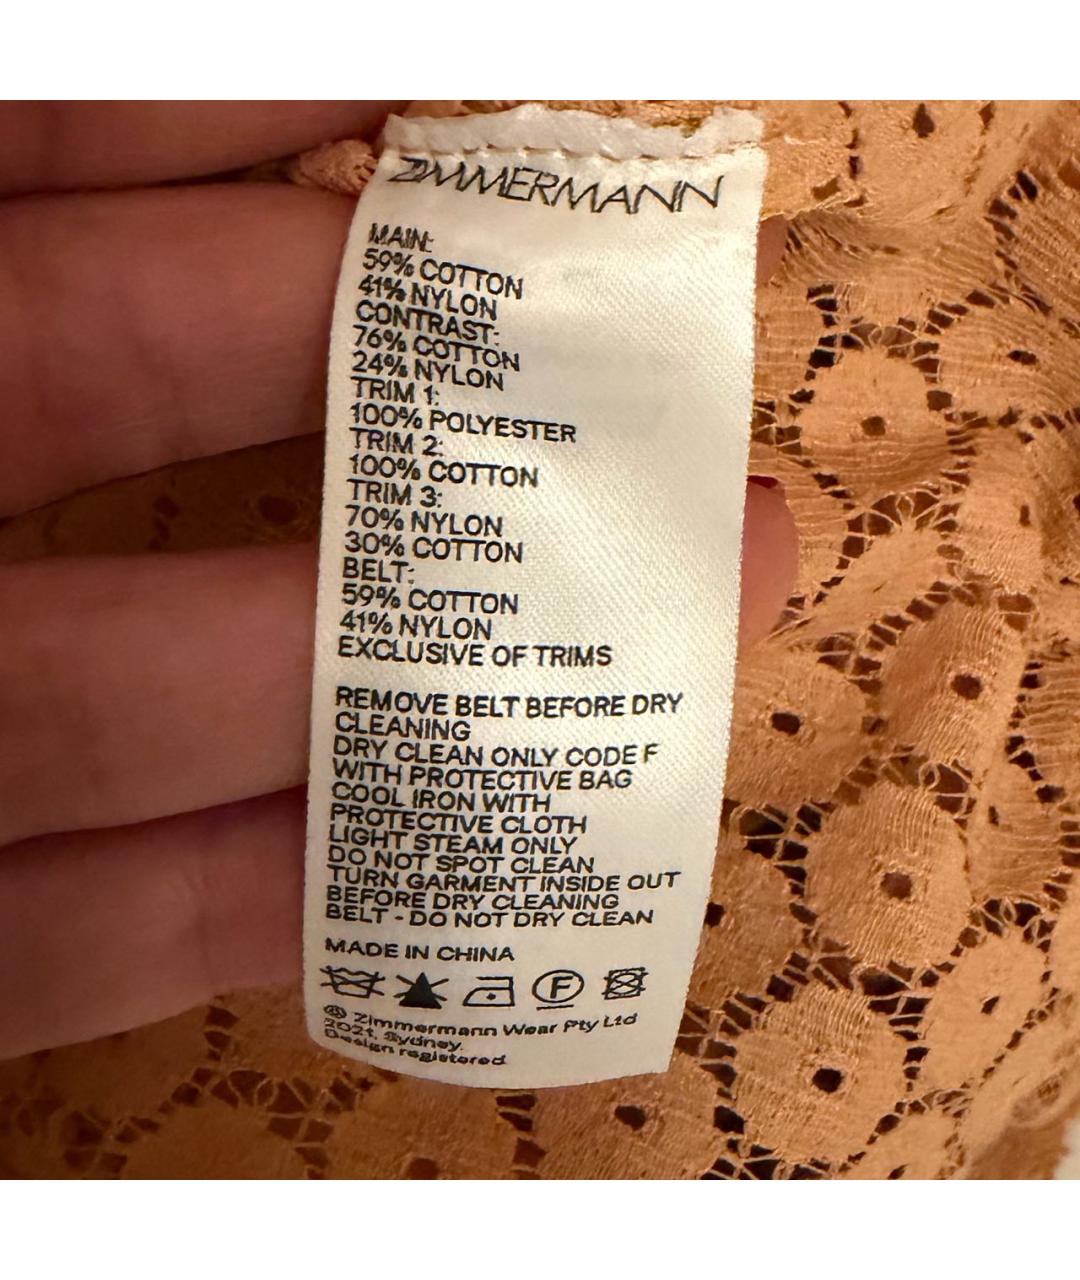 ZIMMERMANN
MAIN:
59% COTTON
41% NYLON
CONTRAST:
76% COTTON
24% NYLON
TRIM 1:
100% POLYESTER
TRIM 2:
100% COTTON
TRIM 3:
70% NYLON
30% COTTON
BELT:
59% COTTON
41% NYLON
EXCLUSIVE OF TRIMS
REMOVE BELT BEFORE DRY
CLEANING
DRY CLEAN ONLY CODE F
WITH PROTECTIVE BAG
COOL IRON WITH
PROTECTIVE CLOTH
LIGHT STEAM ONLY
DO NOT SPOT CLEAN
TURN GARMENT INSIDE OUT
BEFORE DRY CLEANING
BELT - DO NOT DRY CLEAN
MADE IN CHINA
F
Zimmermann Wear Pty Ltd
2021, Sydney.
Design registered